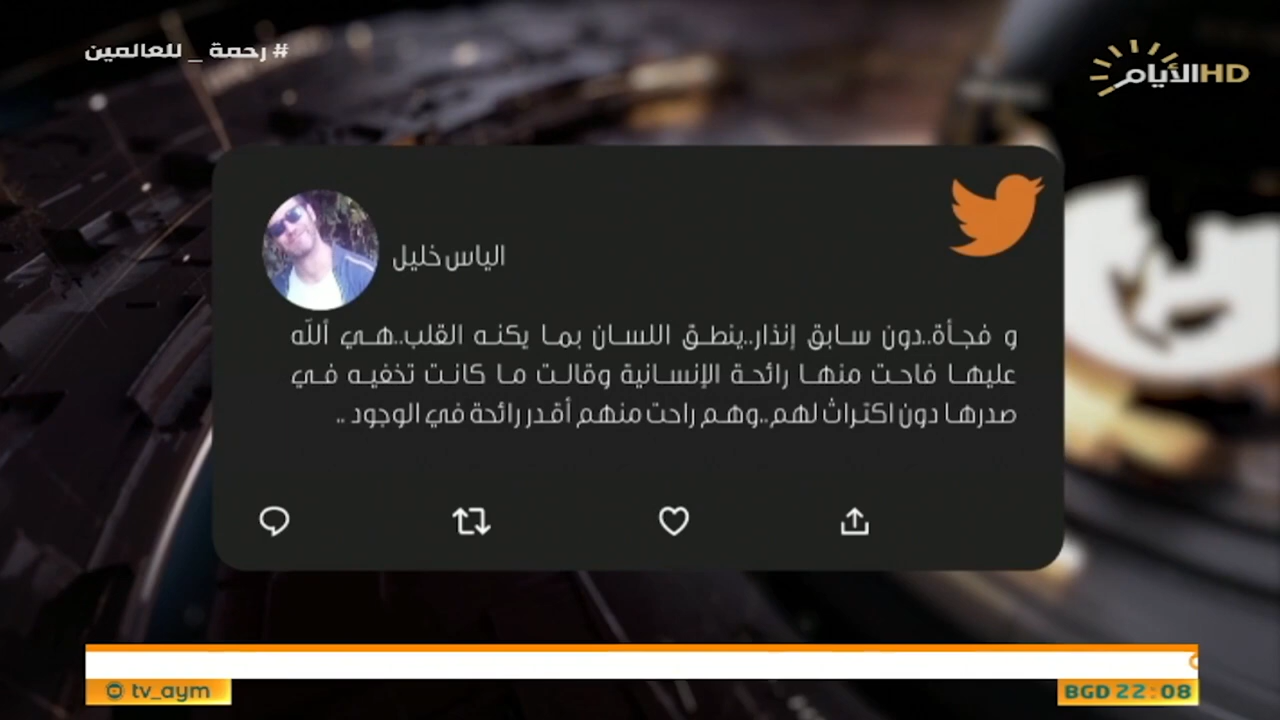 # رحمة _ للعالمين
الأيام HD
الياس خليل
و فجأة..دون سابق إنذار..ينطق اللسان بما يكنه القلب..هي ألله
عليها فاحت منها رائحة الإنسانية وقالت ما كانت تخفيه في
صدرها دون اكتراث لهم..وهم راحت منهم أقدر رائحة في الوجود ..
tv_aym
BGD 22:08